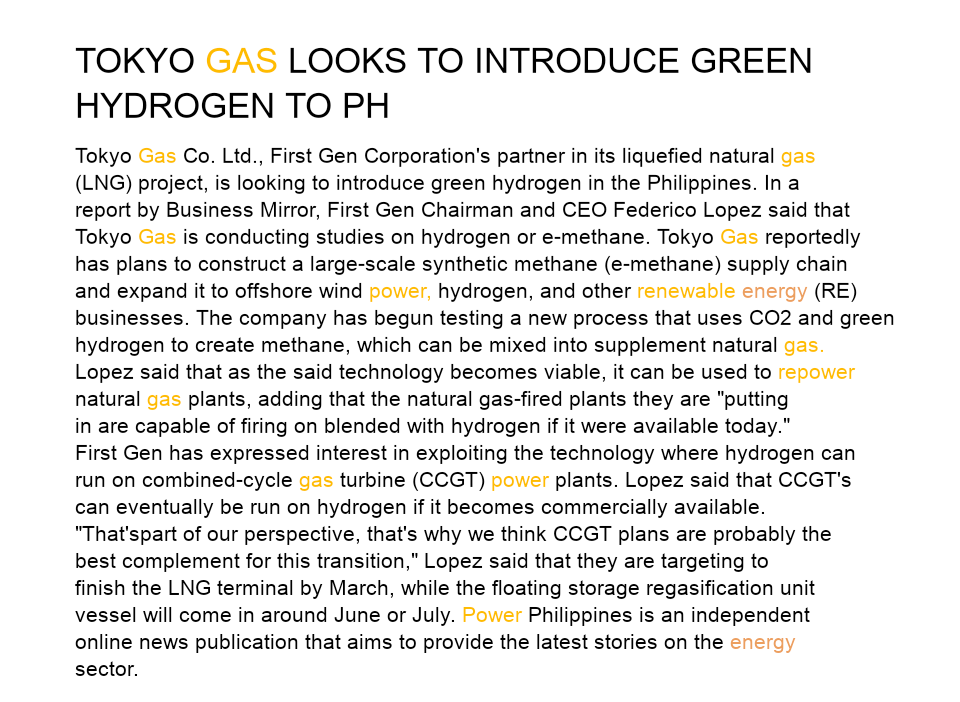 TOKYO GAS LOOKS TO INTRODUCE GREEN
HYDROGEN TO PH
Tokyo Gas Co. Ltd., First Gen Corporation's partner in its liquefied natural gas
(LNG) project, is looking to introduce green hydrogen in the Philippines. In a
report by Business Mirror, First Gen Chairman and CEO Federico Lopez said that
Tokyo Gas is conducting studies on hydrogen or e-methane. Tokyo Gas reportedly
has plans to construct a large-scale synthetic methane (e-methane) supply chain
and expand it to offshore wind power, hydrogen, and other renewable energy (RE)
businesses. The company has begun testing a new process that uses CO2 and green
hydrogen to create methane, which can be mixed into supplement natural gas.
Lopez said that as the said technology becomes viable, it can be used to repower
natural gas plants, adding that the natural gas-fired plants they are "putting
in are capable of firing on blended with hydrogen if it were available today."
First Gen has expressed interest in exploiting the technology where hydrogen can
run on combined-cycle gas turbine (CCGT) power plants. Lopez said that CCGT's
can eventually be run on hydrogen if it becomes commercially available.
"That'spart of our perspective, that's why we think CCGT plans are probably the
best complement for this transition," Lopez said that they are targeting to
finish the LNG terminal by March, while the floating storage regasification unit
vessel will come in around June or July. Power Philippines is an independent
online news publication that aims to provide the latest stories on the energy
sector.